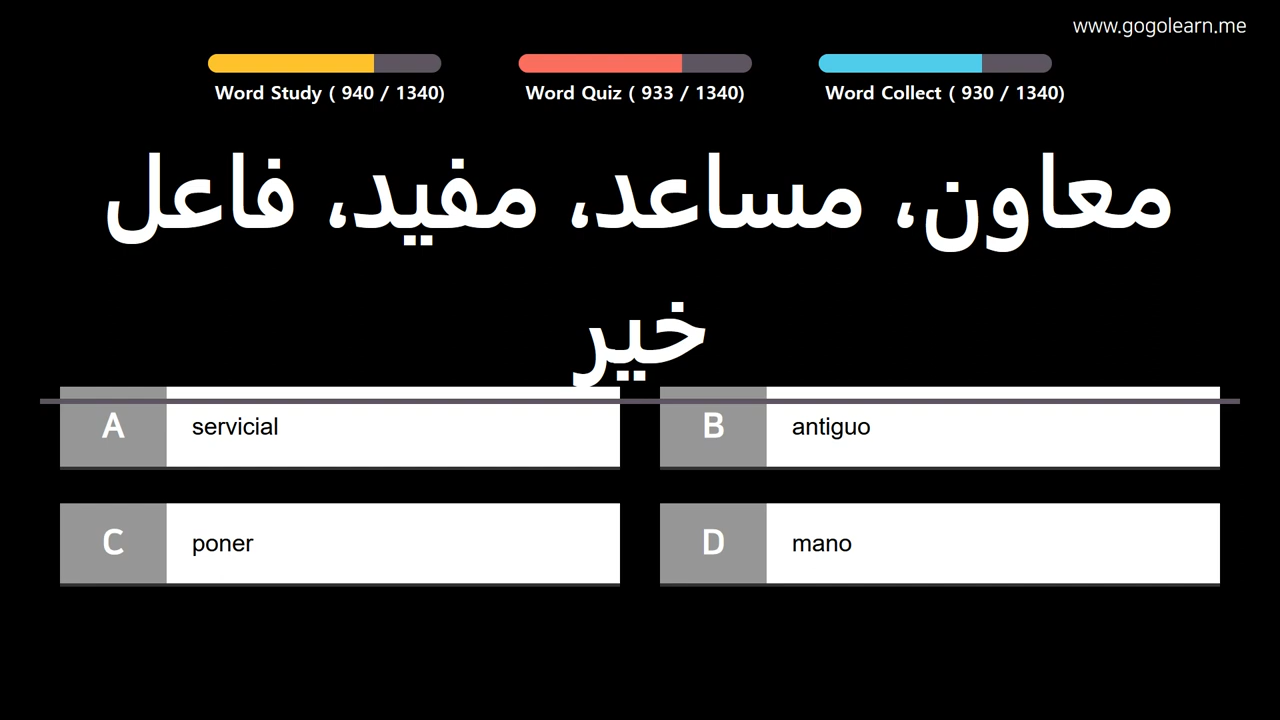 www.gogolearn.me
Word Study ( 940 / 1340)
Word Quiz ( 933 / 1340)
Word Collect ( 930 / 1340)
معاون، مساعد، مفيد، فاعل
خير
A
servicial
B
antiguo
C
poner
D
mano